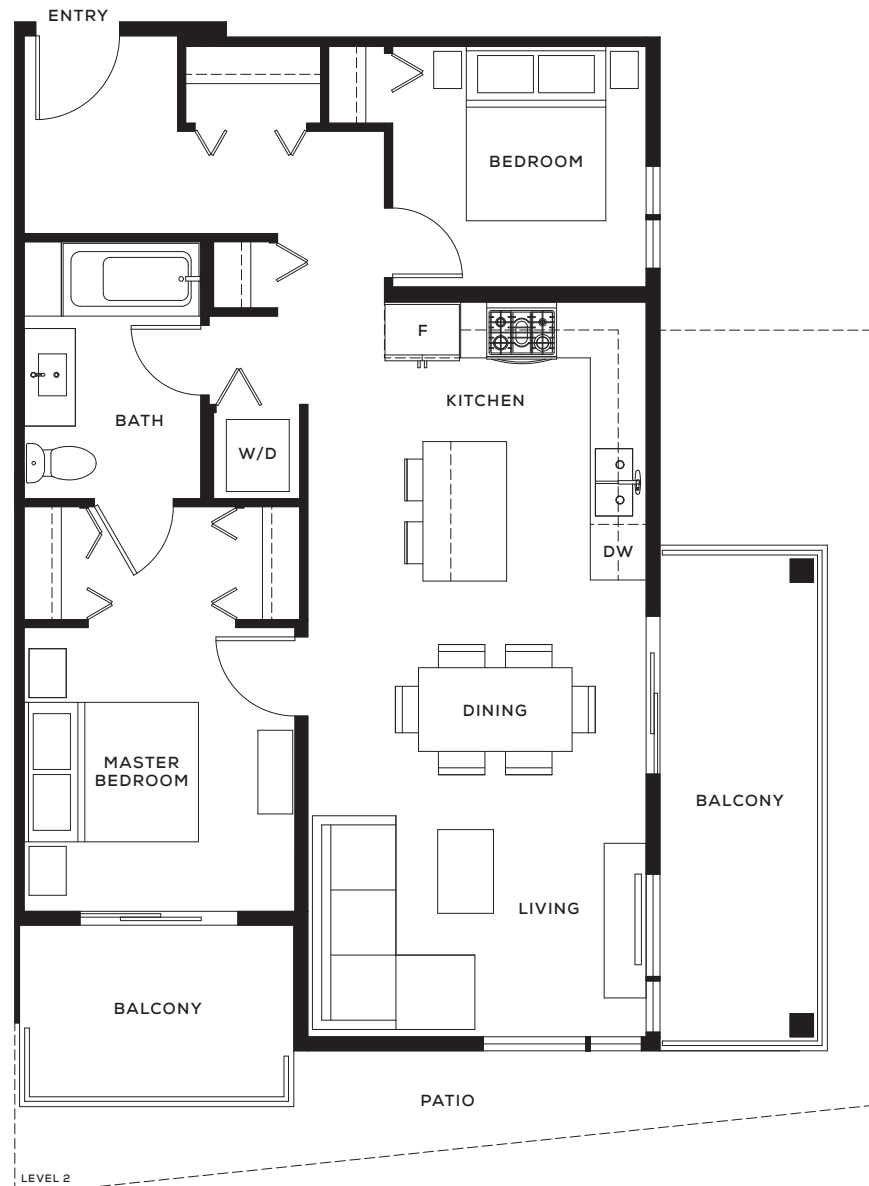 ENTRY
BEDROOM
F
KITCHEN
BATH
W/D
DW
DINING
MASTER
BEDROOM
BALCONY
LIVING
BALCONY
PATIO
LEVEL 2